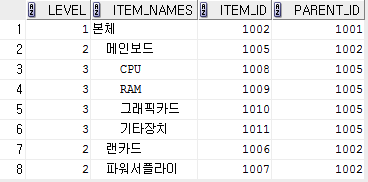 LEVEL ITEM_NAMES ITEM_ID PARENT_ID
1 1 본체 1002 1001
2 2 메인보드 1005 1002
3 3 CPU 1008 1005
4 3 RAM 1009 1005
5 3 그래픽카드 1010 1005
6 3 기타장치 1011 1005
7 2 랜카드 1006 1002
8 2 파워서플라이 1007 1002